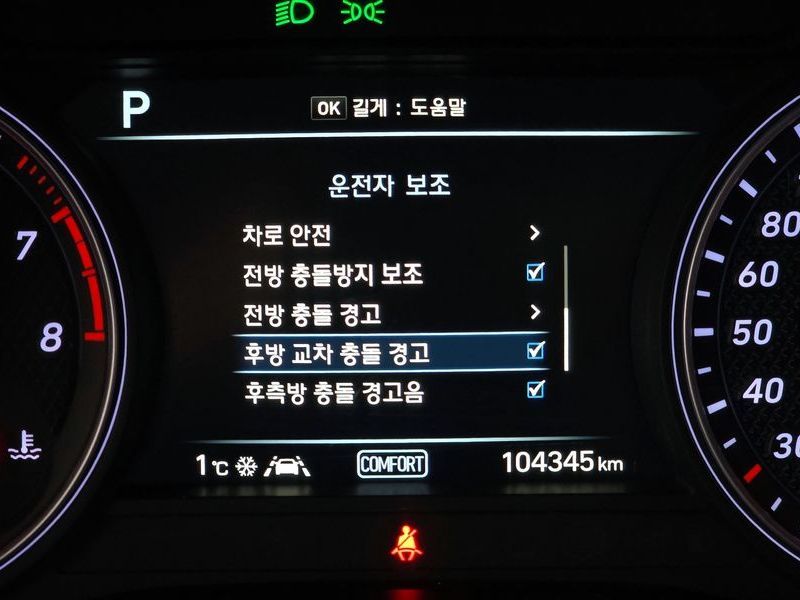 P
OK 길게 : 도움말
운전자 보조
차로 안전
전방 충돌방지 보조
전방 충돌 경고
후방 교차 충돌 경고
후측방 충돌 경고음
1℃ COMFORT 104345 km
7
8
80
60
50
40
30